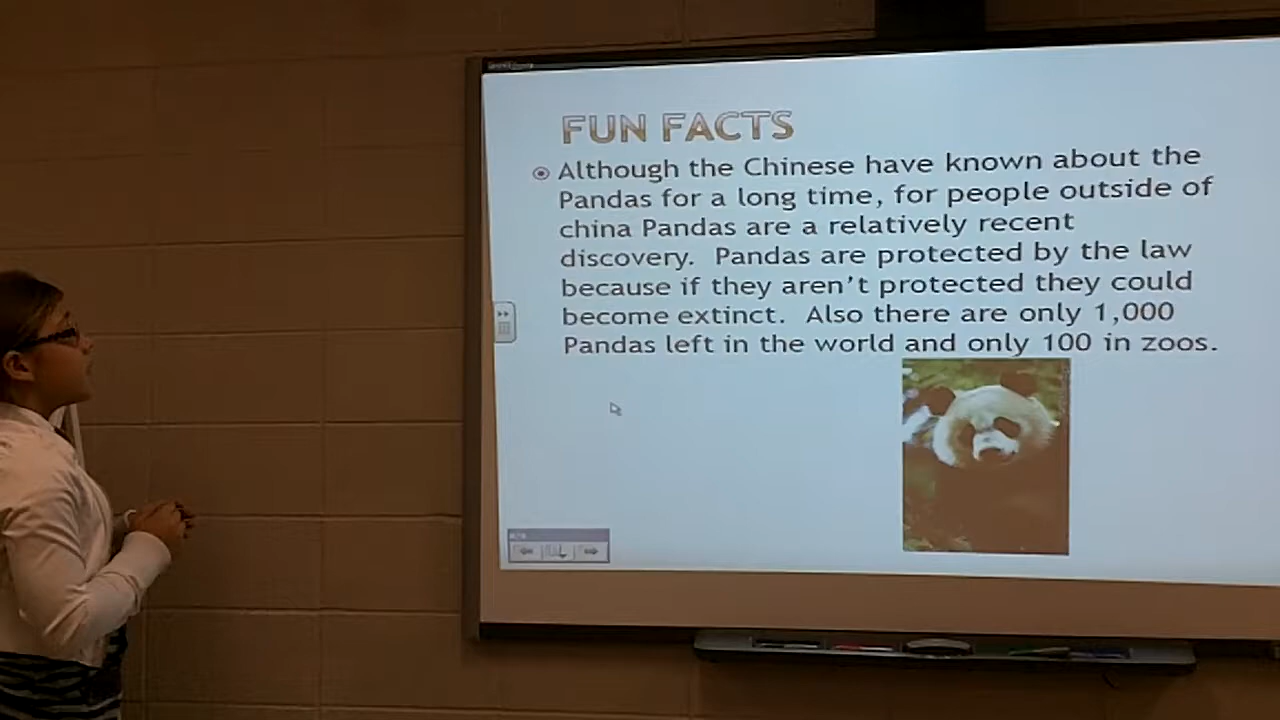 FUN FACTS
Although the Chinese have known about the
Pandas for a long time, for people outside of
china Pandas are a relatively recent
discovery. Pandas are protected by the law
because if they aren't protected they could
become extinct. Also there are only 1,000
Pandas left in the world and only 100 in zoos.